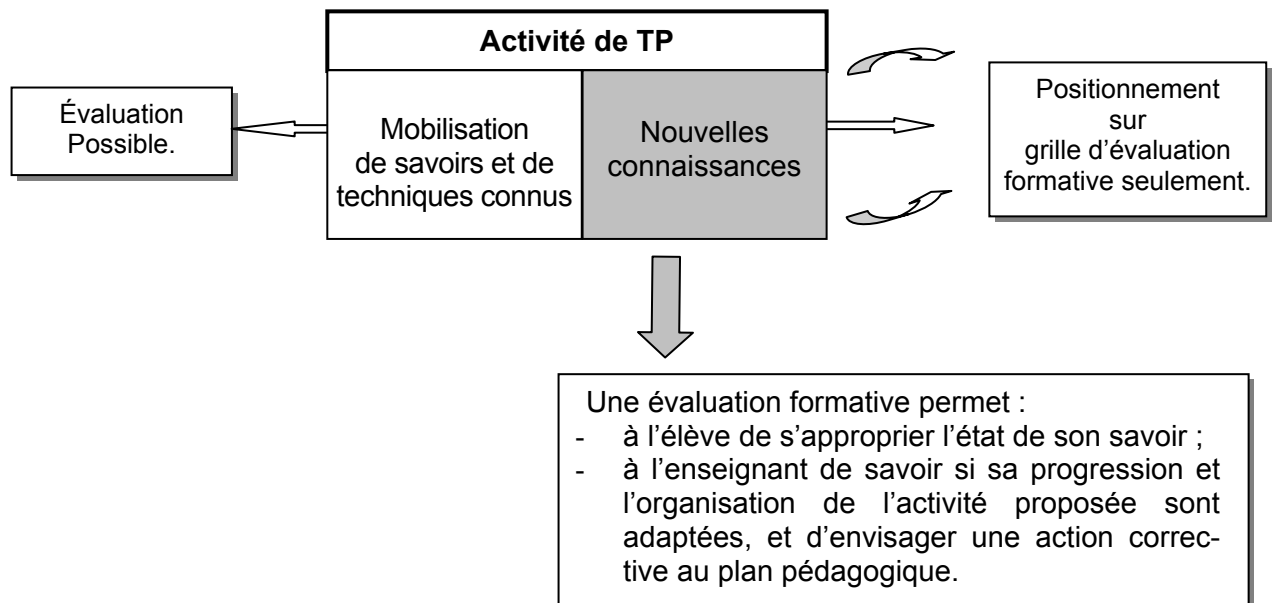 Activité de TP
Évaluation
Possible.
Mobilisation
de savoirs et de
techniques connus
Nouvelles
connaissances
Positionnement
sur
grille d’évaluation
formative seulement.
Une évaluation formative permet :
- à l’élève de s’approprier l’état de son savoir ;
- à l’enseignant de savoir si sa progression et
l’organisation de l’activité proposée sont
adaptées, et d’envisager une action correc-
tive au plan pédagogique.